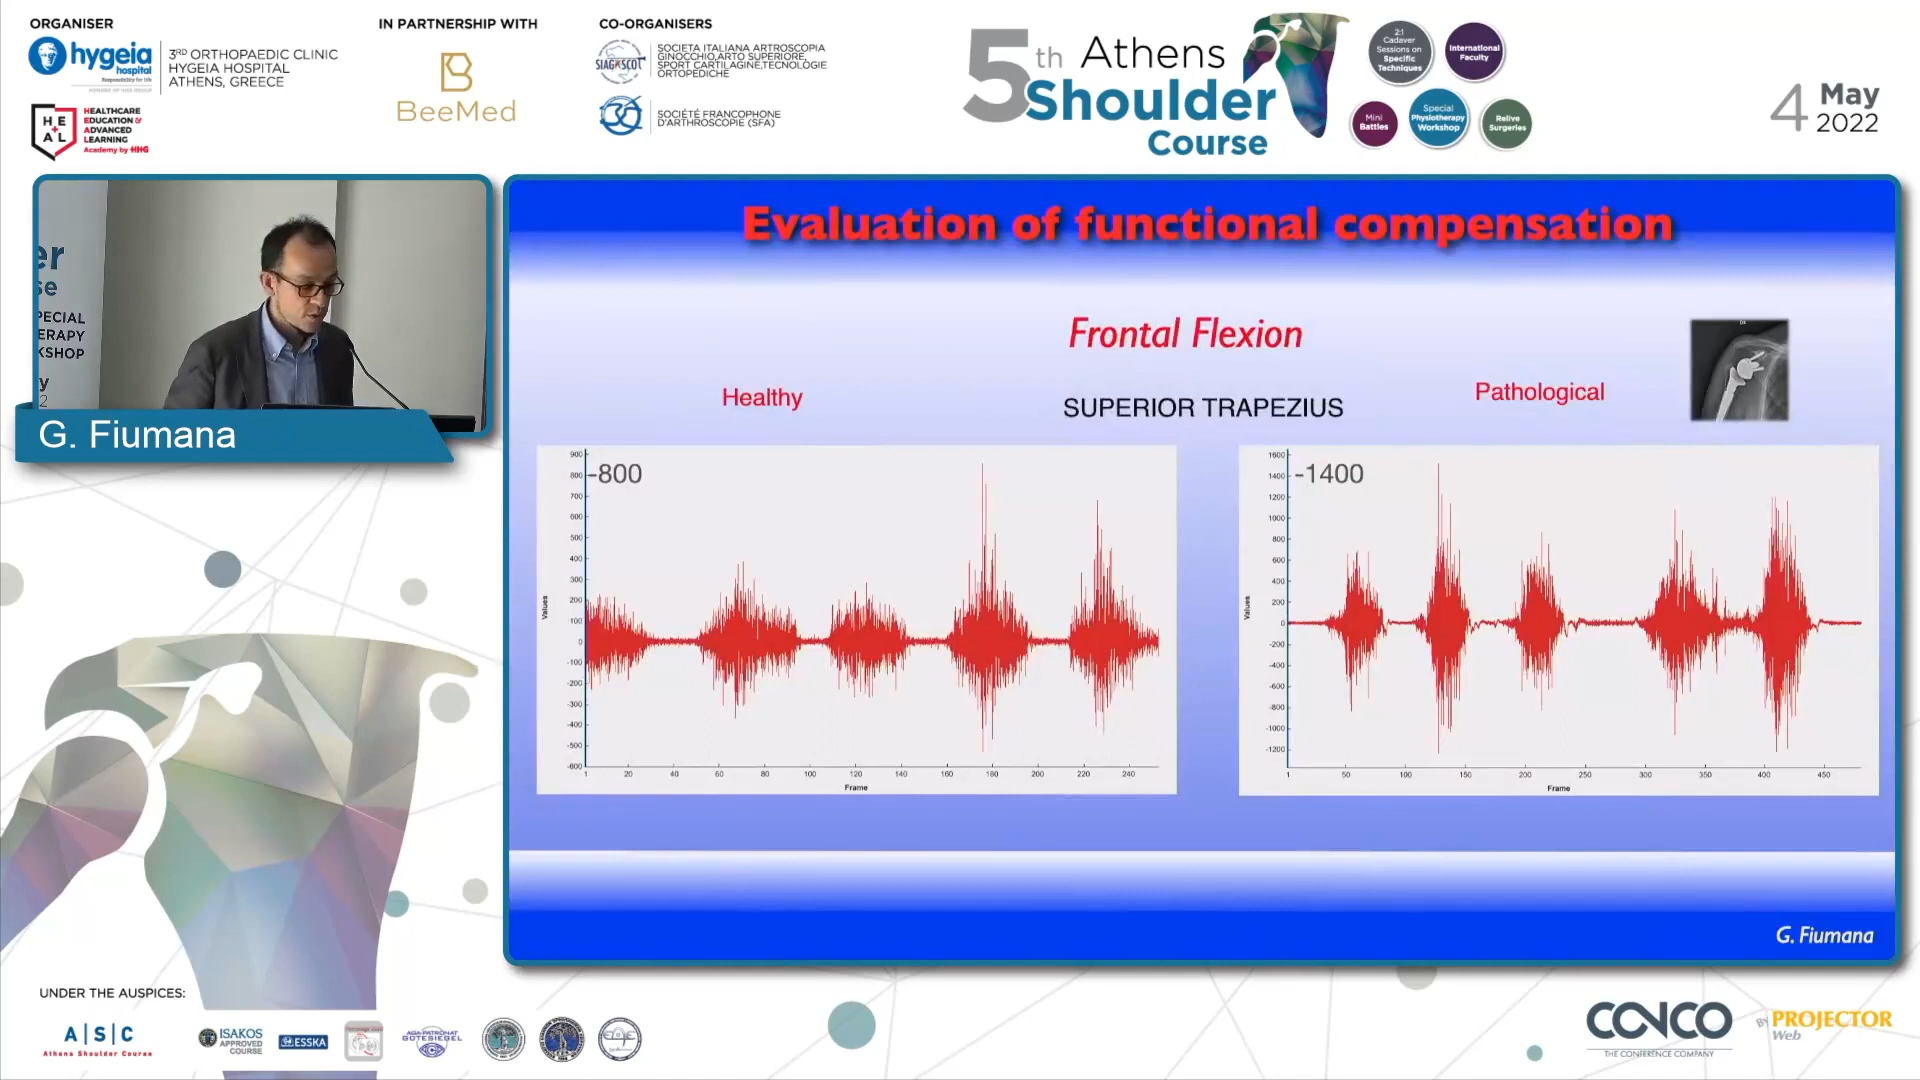 ORGANISER
hygeia
hospital
3RD ORTHOPAEDIC CLINIC
HYGEIA HOSPITAL
ATHENS, GREECE
HEAL
HEALTHCARE
EDUCATION &
ADVANCED
LEARNING
Academy by HHG
IN PARTNERSHIP WITH
BeeMed
CO-ORGANISERS
SIAGASCOT
SOCIETA ITALIANA ARTROSCOPIA
GINOCCHIO,ARTO SUPERIORE,
SPORT CARTILAGINE,TECNOLOGIE
ORTOPEDICHE
SOCIÉTÉ FRANCOPHONE
D'ARTHROSCOPIE (SFA)
5th Athens
Shoulder
Course
2:1
Cadaver
Sessions on
Specific
Techniques
International
Faculty
Mini
Battles
Special
Physiotherapy
Workshop
Relive
Surgeries
4 May
2022
er
se
PECIAL
ERAPY
KSHOP
y
2
G. Fiumana
Evaluation of functional compensation
Frontal Flexion
Healthy
SUPERIOR TRAPEZIUS
Pathological
-800
900
800
700
600
500
400
300
200
100
0
-100
-200
-300
-400
-500
-600
Values
1 20 40 60 80 100 120 140 160 180 200 220 240
Frame
-1400
1600
1400
1200
1000
800
600
400
200
0
-200
-400
-600
-800
-1000
-1200
Values
1 50 100 150 200 250 300 350 400 450
Frame
G. Fiumana
UNDER THE AUSPICES:
A|S|C
Athens Shoulder Course
ISAKOS
APPROVED
COURSE
ESSKA
AGA-PATRONAT
GÜTESIEGEL
CONCO
THE CONFERENCE COMPANY
BY PROJECTOR
Web